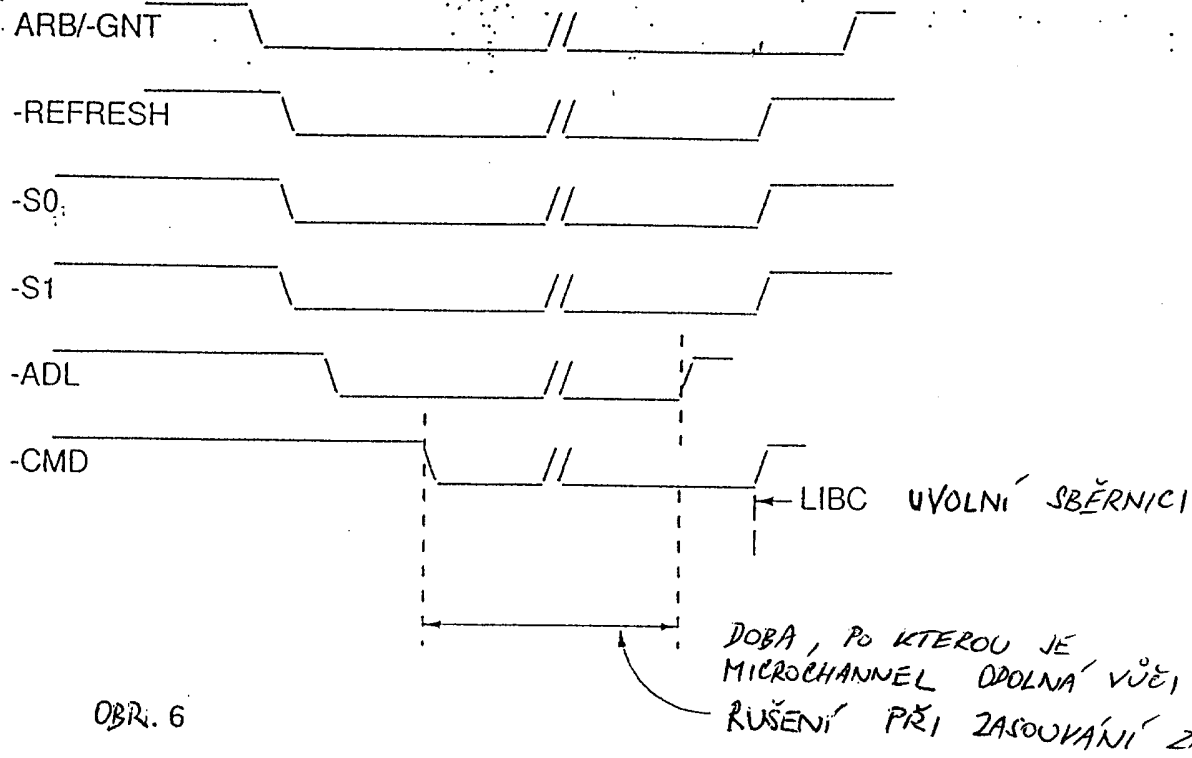 ARB/-GNT
-REFRESH
-S0
-S1
-ADL
-CMD
LIBC UVOLNÍ SBĚRNICI
DOBA, PO KTEROU JE
MICROCHANNEL ODOLNÁ VŮČI
RUŠENÍ PŘI ZASOUVÁNÍ
OBR. 6